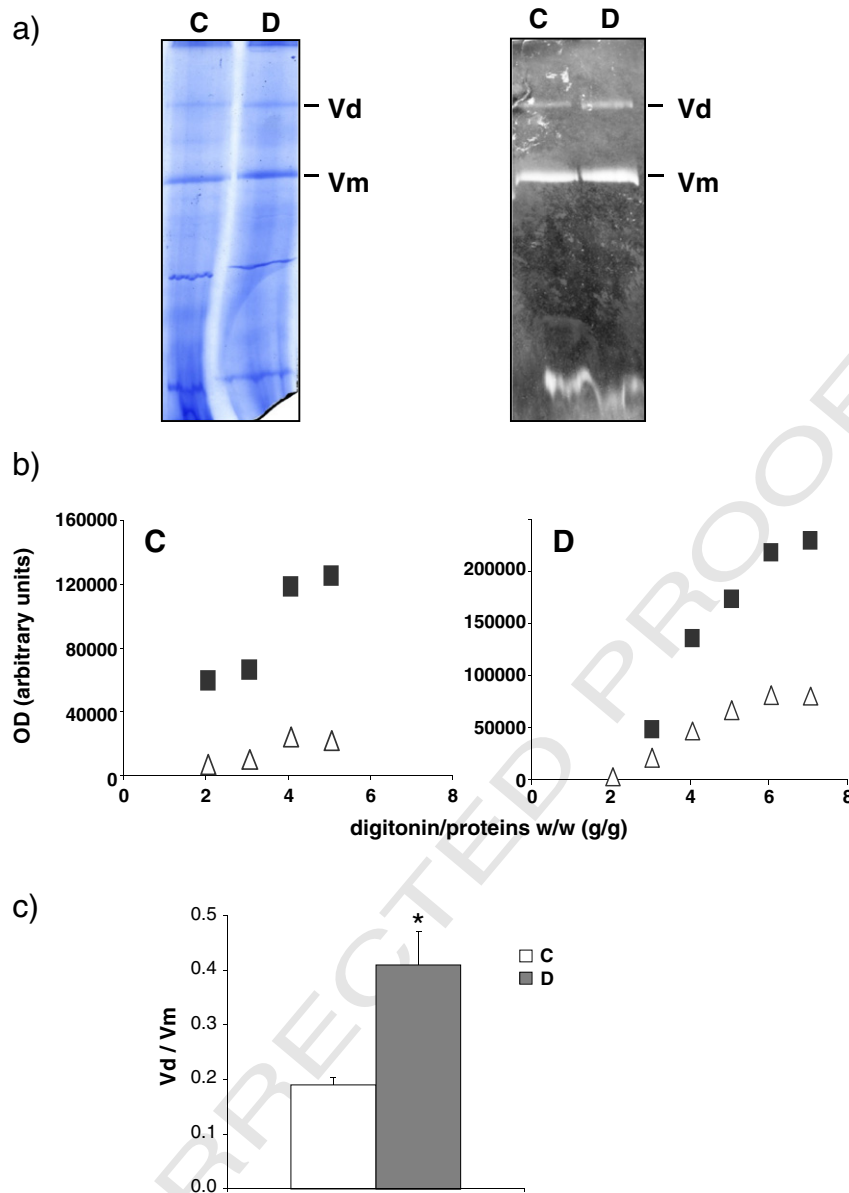 a)
C D
Vd
Vm
C D
Vd
Vm
b)
OD (arbitrary units)
C
160000
120000
80000
40000
0
0 2 4 6 8
D
200000
150000
100000
50000
0
0 2 4 6 8
digitonin/proteins w/w (g/g)
c)
Vd / Vm
0.5
0.4
0.3
0.2
0.1
0.0
*
C
D
RRECTED PROOF